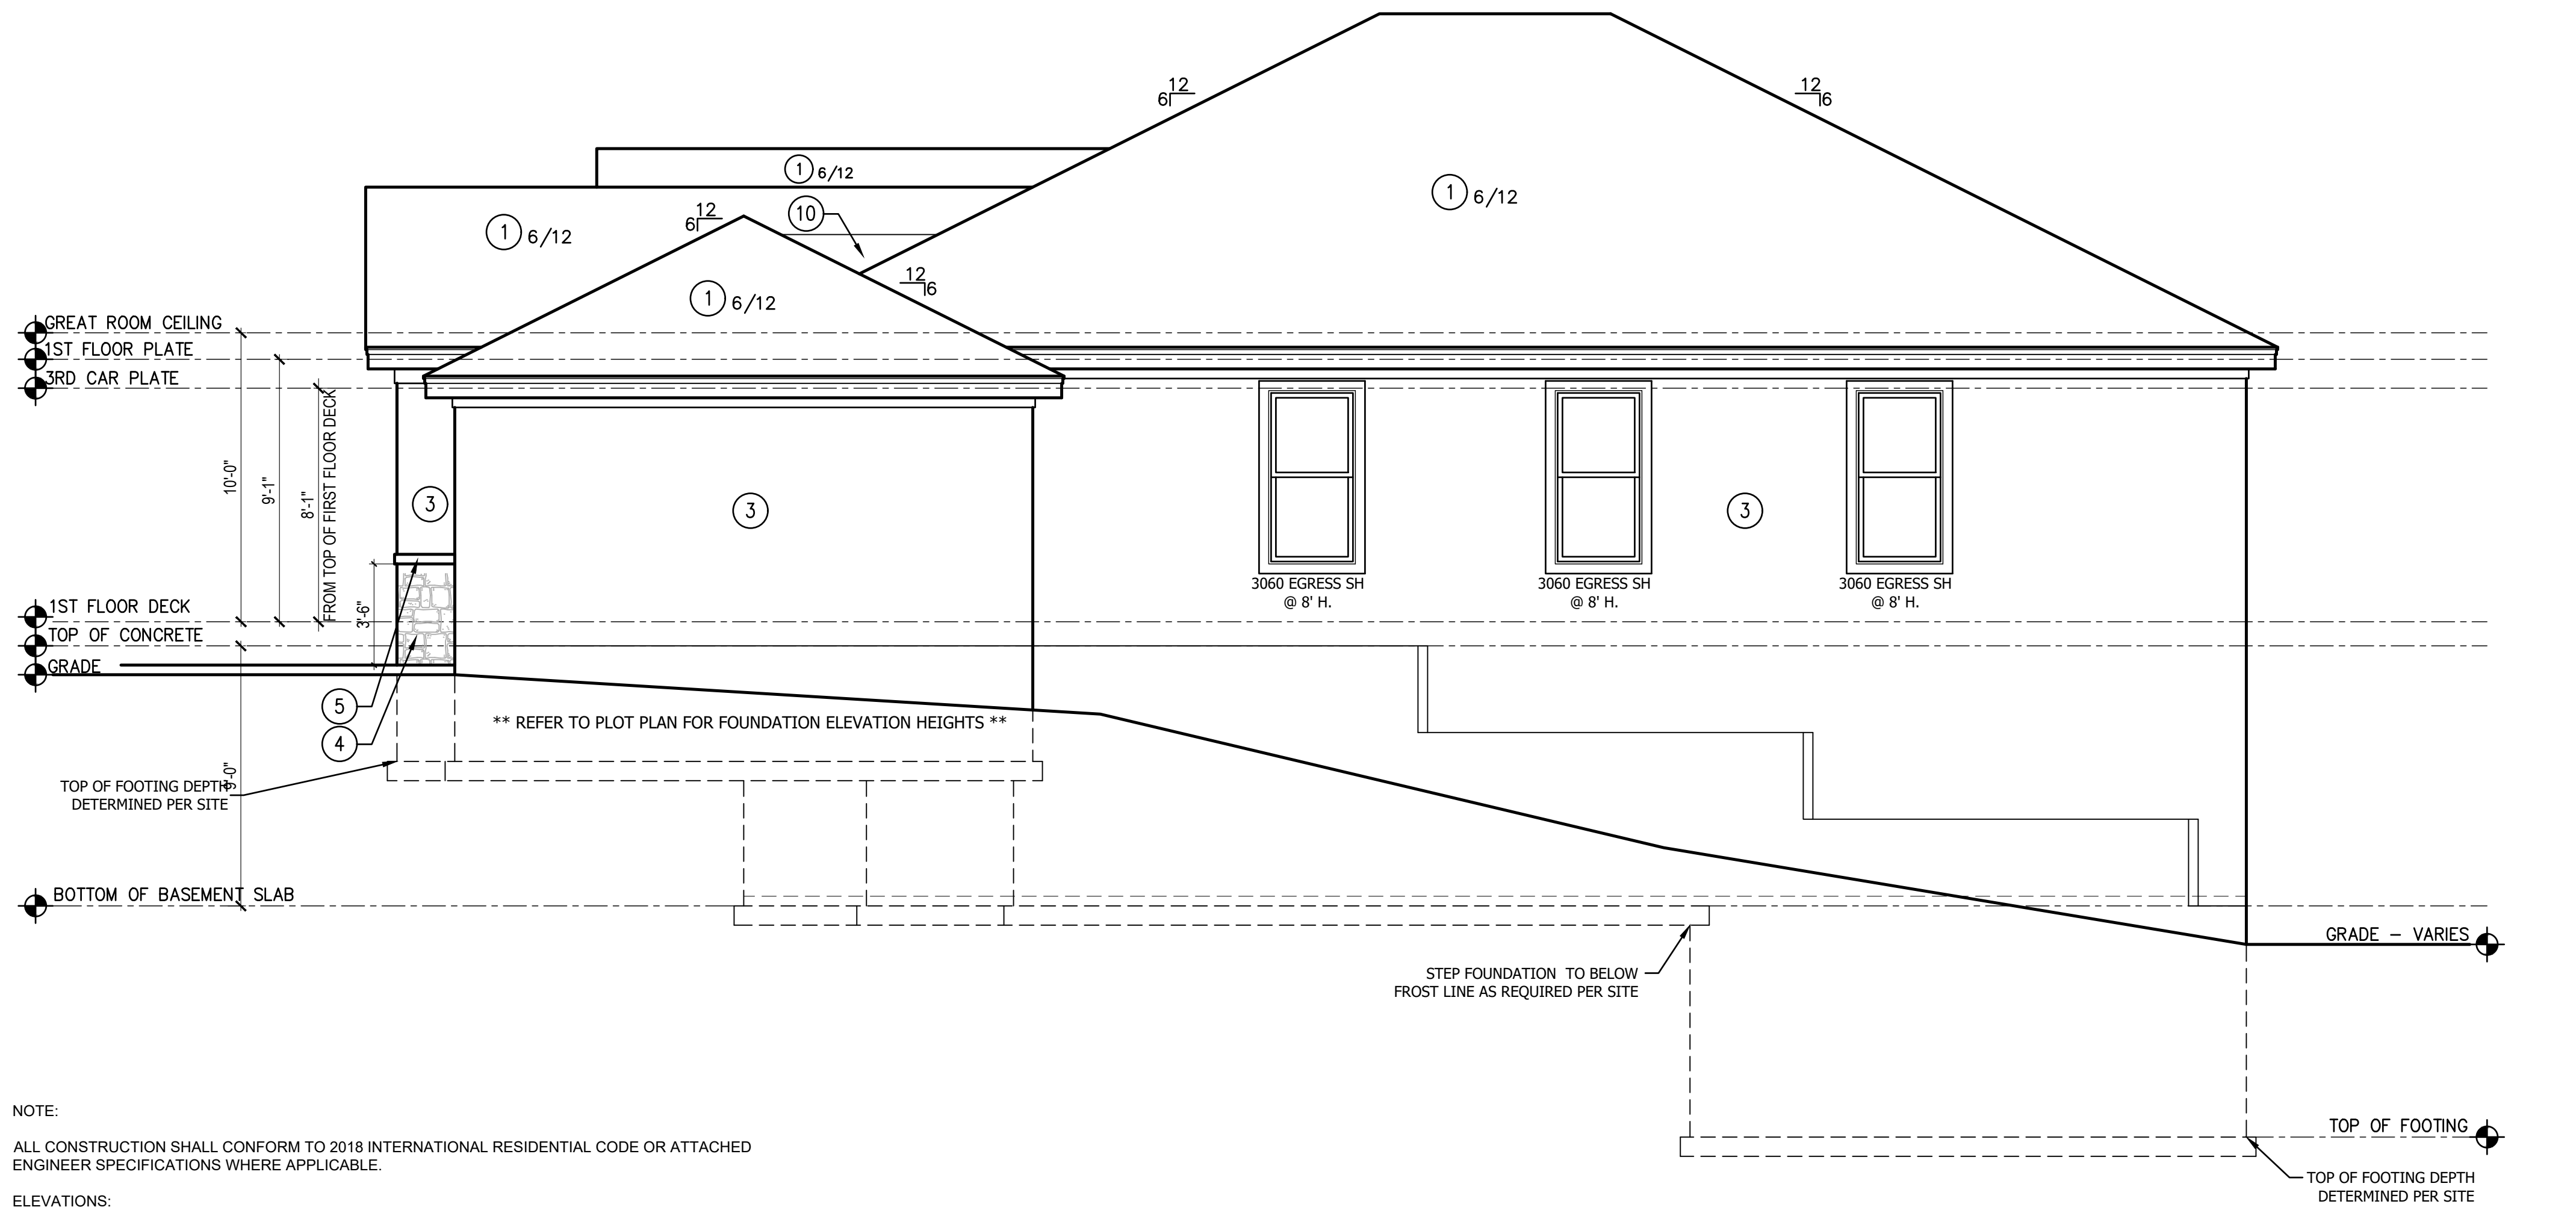 12
6
12
6
1 6/12
1 6/12
10
12
6
1 6/12
12
6
1 6/12
GREAT ROOM CEILING
1ST FLOOR PLATE
3RD CAR PLATE
10'-0"
9'-1"
8'-1"
FROM TOP OF FIRST FLOOR DECK
3
3
3
3060 EGRESS SH
@ 8' H.
3060 EGRESS SH
@ 8' H.
3060 EGRESS SH
@ 8' H.
3'-6"
1ST FLOOR DECK
TOP OF CONCRETE
GRADE
5
4
** REFER TO PLOT PLAN FOR FOUNDATION ELEVATION HEIGHTS **
9'-0"
TOP OF FOOTING DEPTH
DETERMINED PER SITE
BOTTOM OF BASEMENT SLAB
GRADE - VARIES
STEP FOUNDATION TO BELOW
FROST LINE AS REQUIRED PER SITE
TOP OF FOOTING
TOP OF FOOTING DEPTH
DETERMINED PER SITE
NOTE:
ALL CONSTRUCTION SHALL CONFORM TO 2018 INTERNATIONAL RESIDENTIAL CODE OR ATTACHED
ENGINEER SPECIFICATIONS WHERE APPLICABLE.
ELEVATIONS: